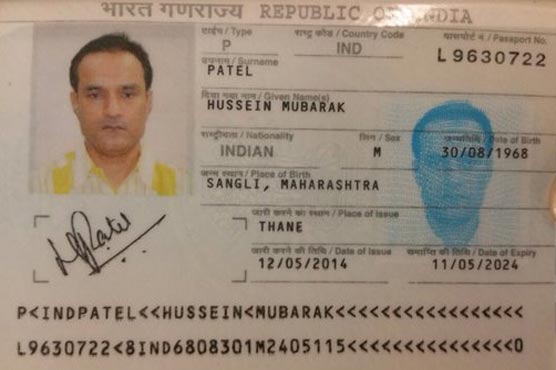 भारत गणराज्य REPUBLIC OF INDIA
टाईप / Type राष्ट्र कोड / Country Code पासपोर्ट नं / Passport No.
P IND L 9630722
उपनाम / Surname
PATEL
दिया गया नाम / Given Name(s)
HUSSEIN MUBARAK
राष्ट्रीयता / Nationality लिंग / Sex जन्मतिथि / Date of Birth
INDIAN M 30/08/1968
जन्म स्थान / Place of Birth
SANGLI, MAHARASHTRA
जारी करने का स्थान / Place of Issue
THANE
जारी करने की तिथि / Date of Issue समाप्ति की तिथि / Date of Expiry
12/05/2014 11/05/2024
P<INDPATEL<<HUSSEIN<MUBARAK<<<<<<<<<<<<<<<<<
L9630722<8IND6808301M2405115<<<<<<<<<<<<<<<0